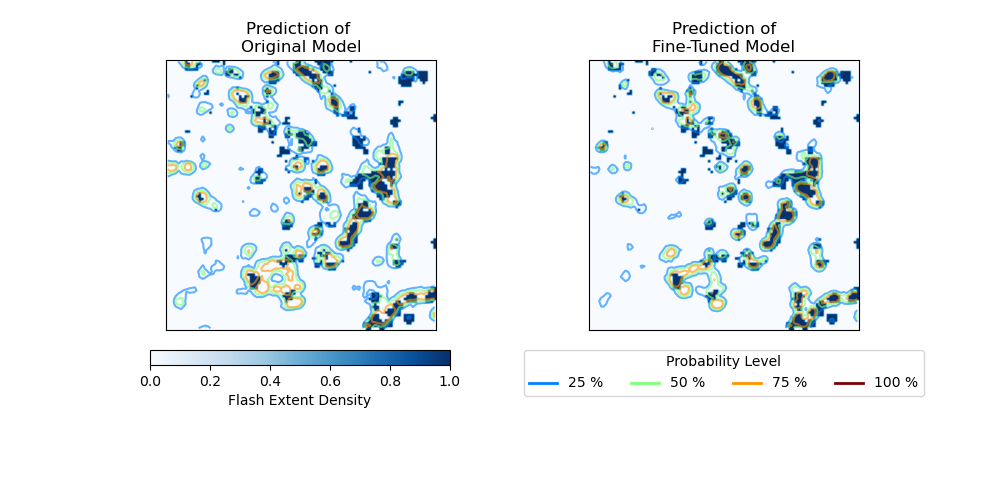 Prediction of
Original Model
Prediction of
Fine-Tuned Model
0.0 0.2 0.4 0.6 0.8 1.0
Flash Extent Density
Probability Level
25 % 50 % 75 % 100 %